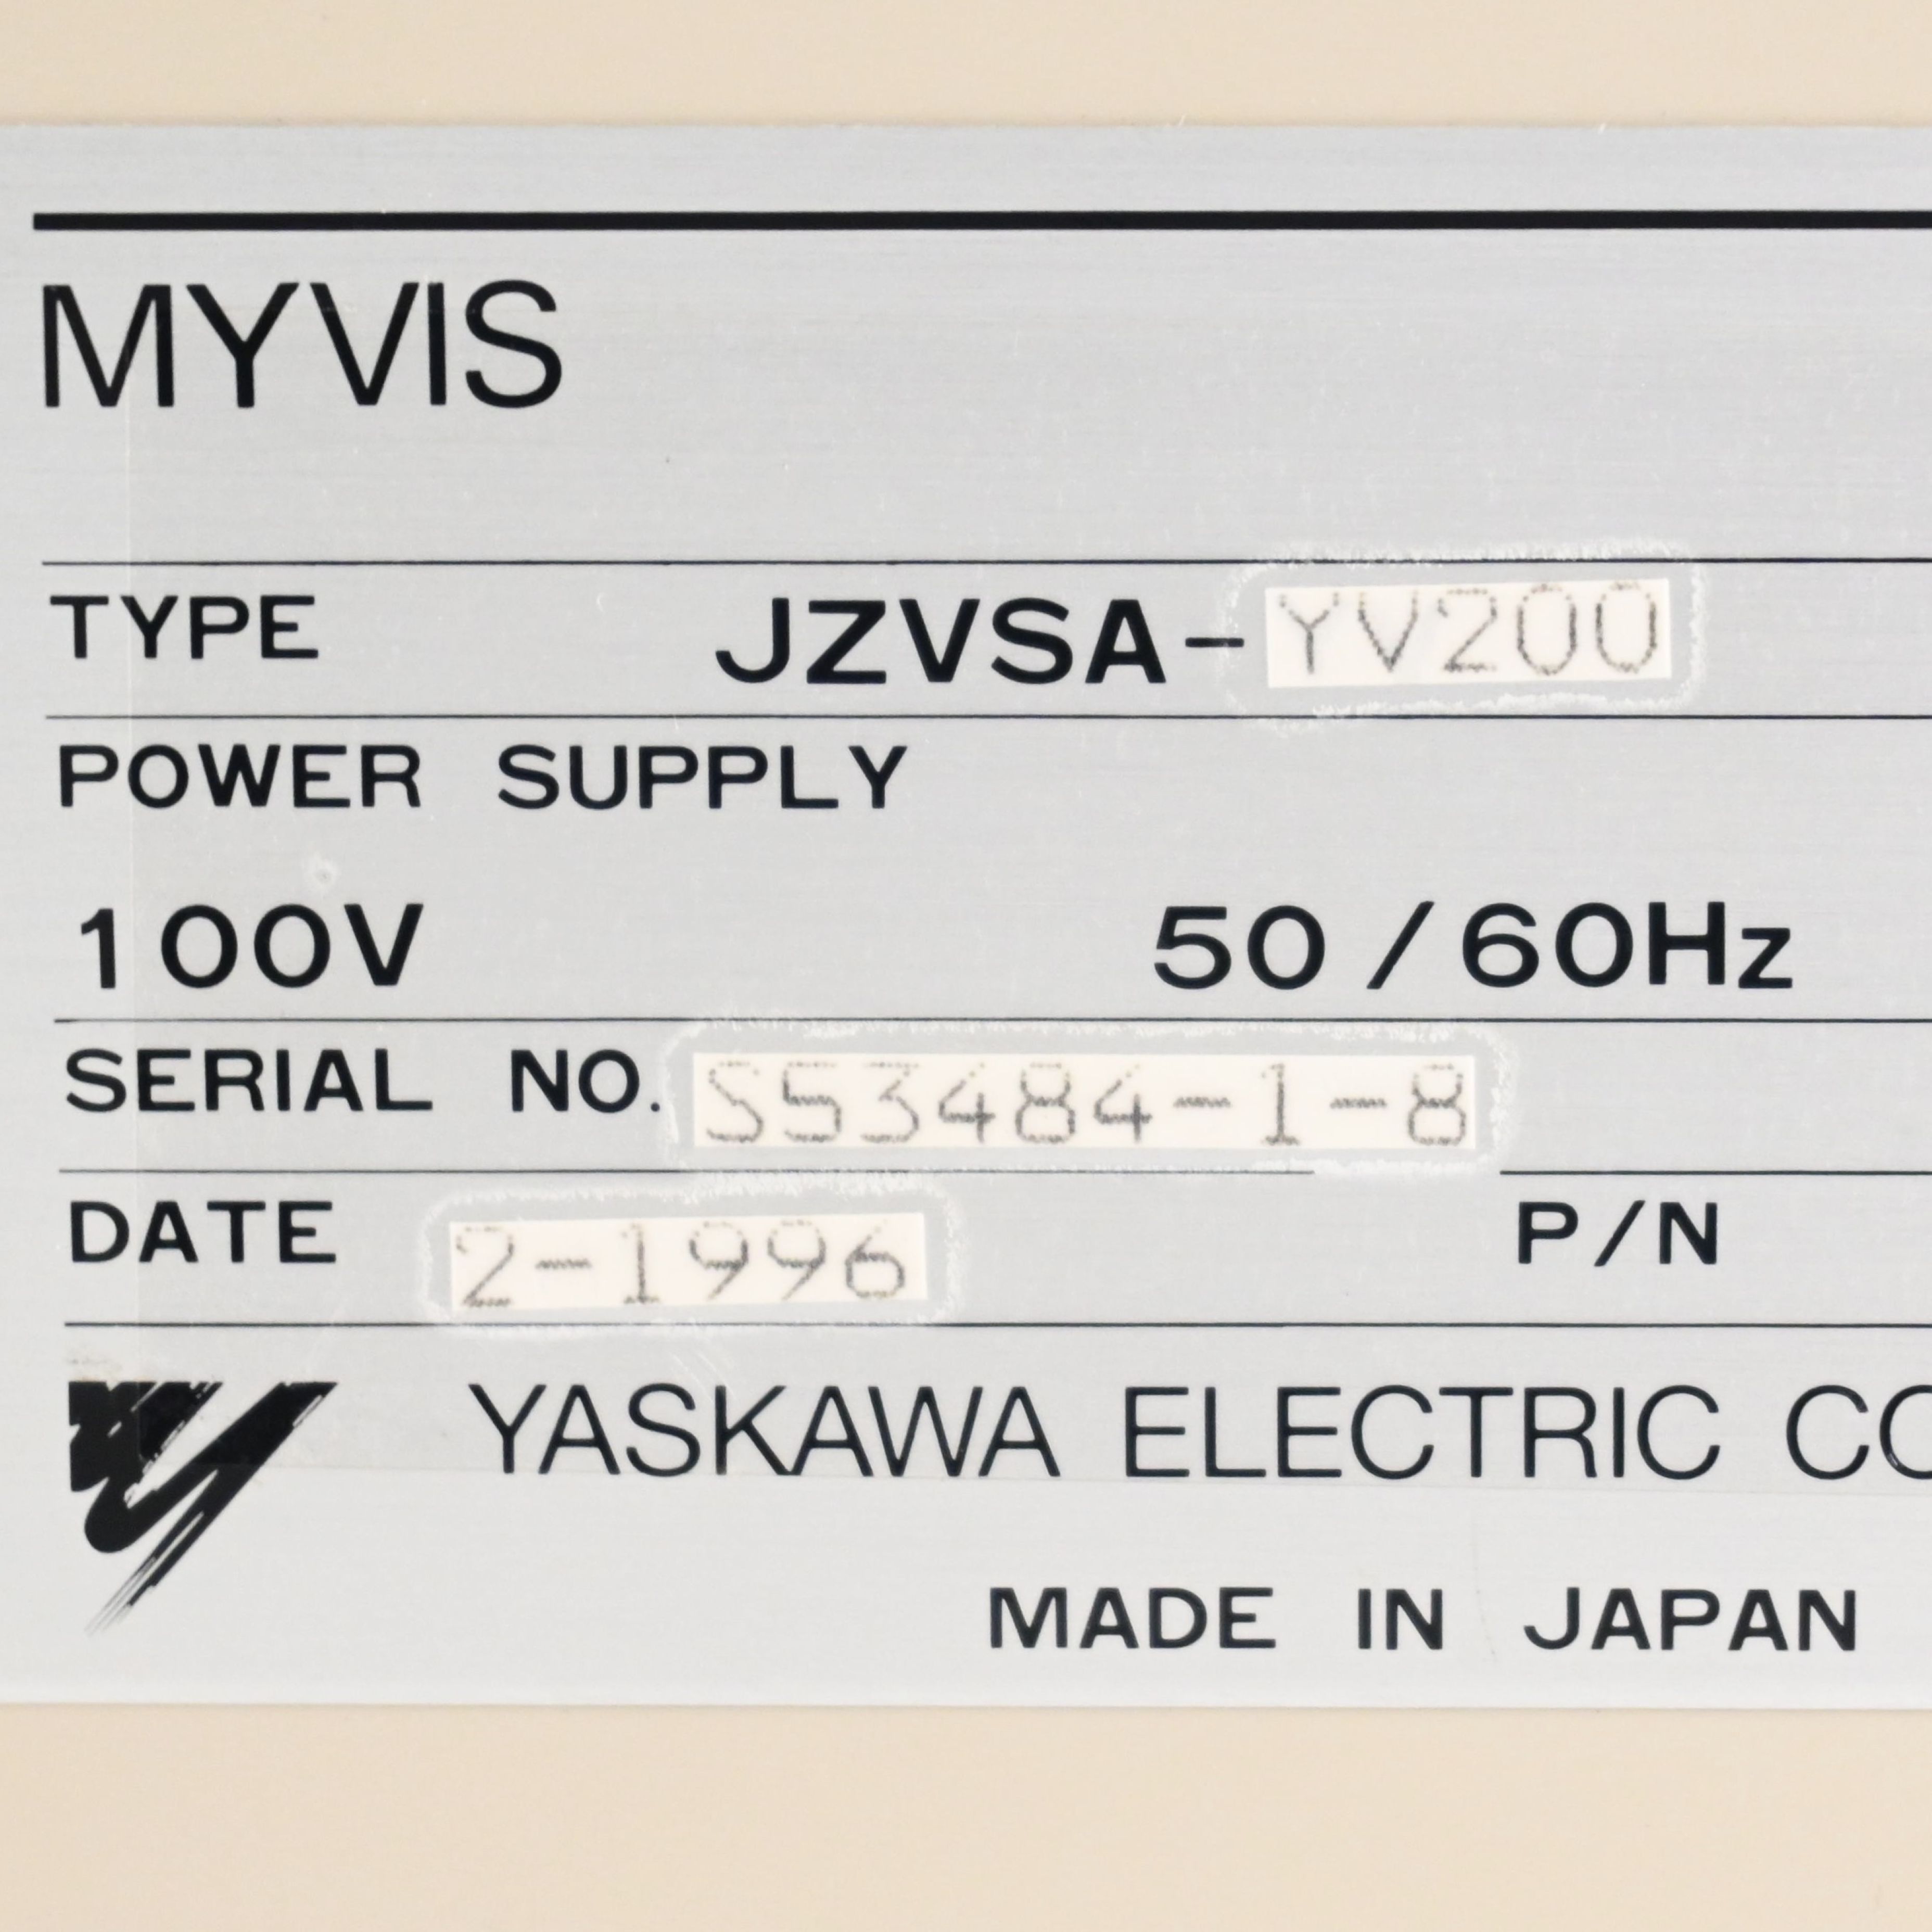 MYVIS
TYPE JZVSA-YV200
POWER SUPPLY
100V 50/60Hz
SERIAL NO. S53484-1-8
DATE 2-1996 P/N
YASKAWA ELECTRIC
MADE IN JAPAN